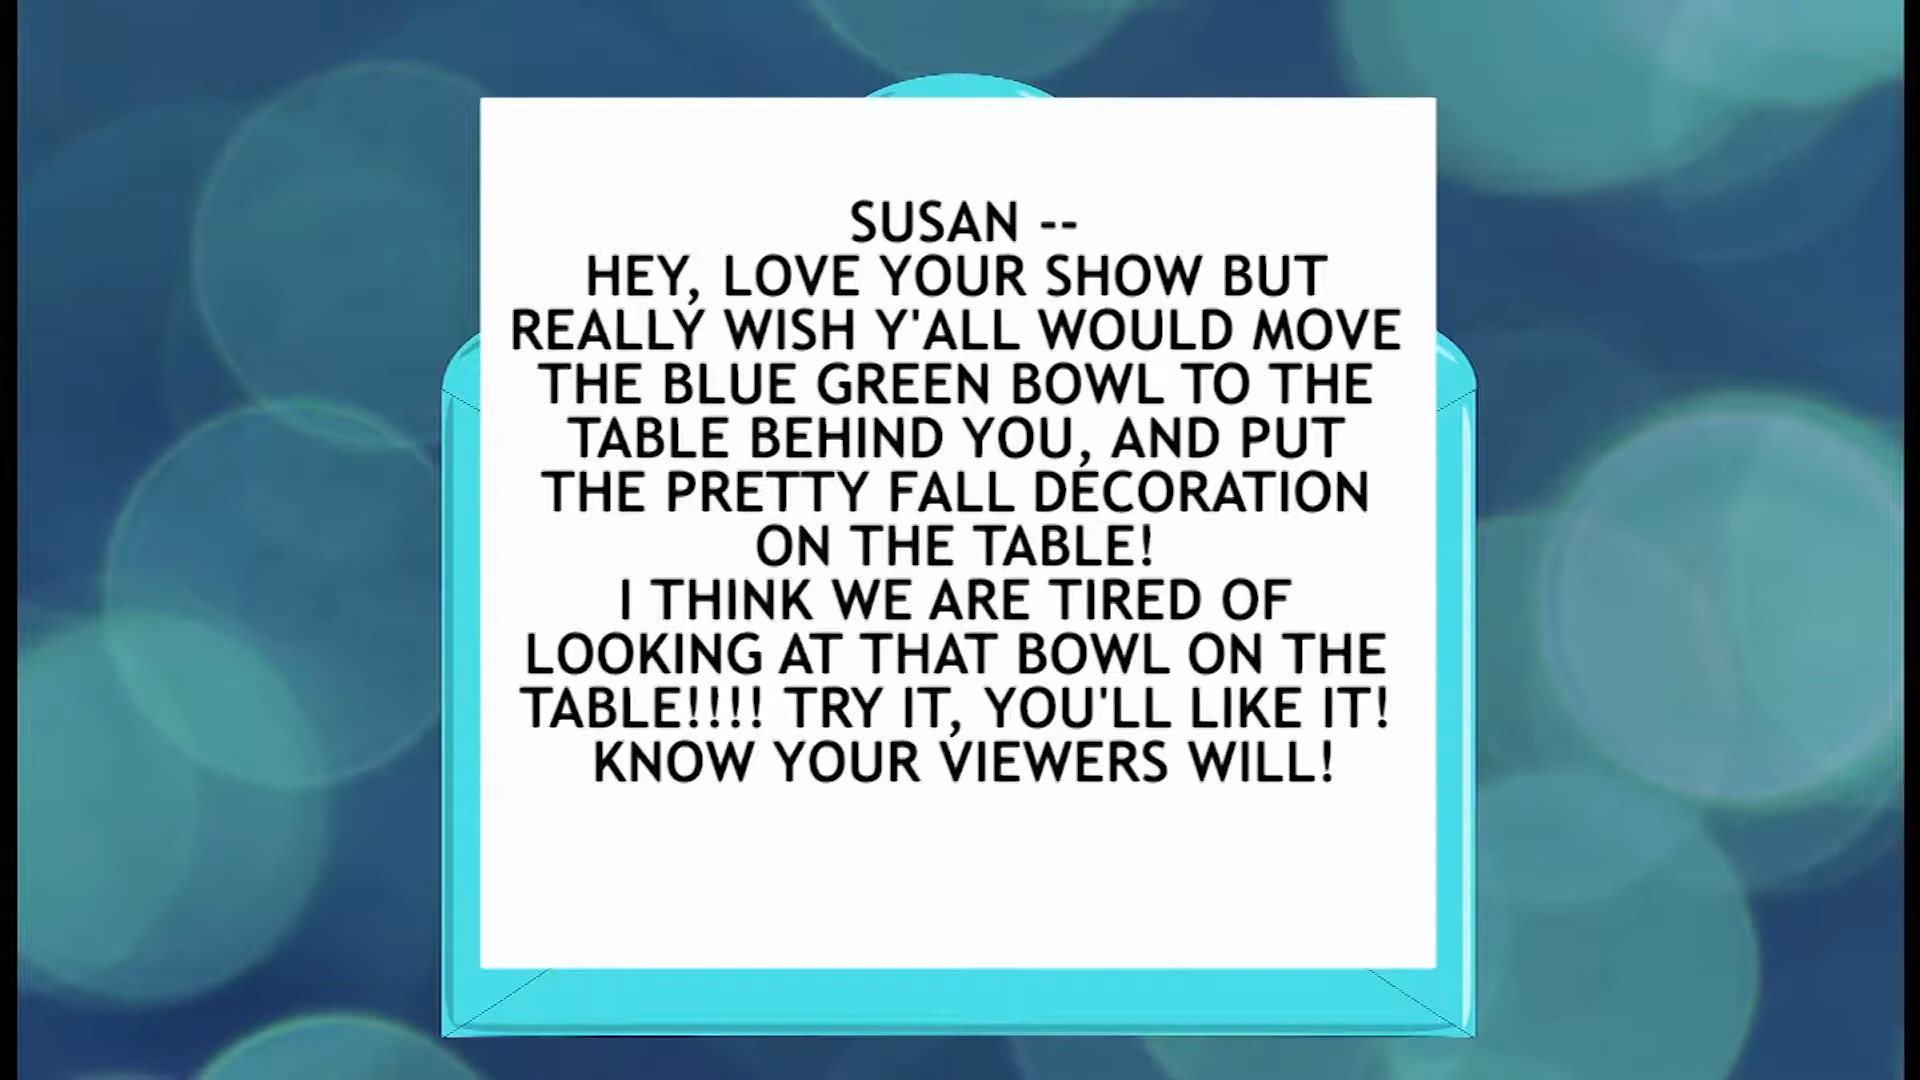 SUSAN --
HEY, LOVE YOUR SHOW BUT
REALLY WISH Y'ALL WOULD MOVE
THE BLUE GREEN BOWL TO THE
TABLE BEHIND YOU, AND PUT
THE PRETTY FALL DECORATION
ON THE TABLE!
I THINK WE ARE TIRED OF
LOOKING AT THAT BOWL ON THE
TABLE!!!! TRY IT, YOU'LL LIKE IT!
KNOW YOUR VIEWERS WILL!